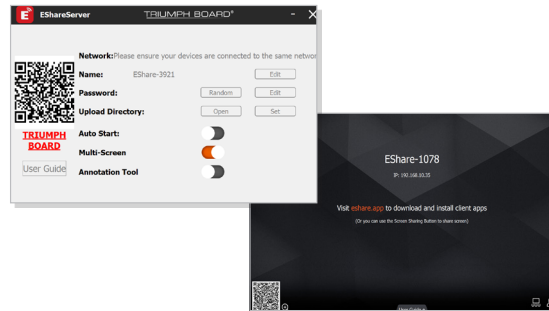 E EShareServer TRIUMPH BOARD® - X
Network:Please ensure your devices are connected to the same networ
Name: EShare-3921 Edit
Password: Random Edit
Upload Directory: Open Set
TRIUMPH BOARD
Auto Start:
Multi-Screen
User Guide
Annotation Tool
EShare-1078
IP: 192.168.10.35
Visit eshare.app to download and install client apps
(Or you can use the Screen Sharing Button to share screen)
User Guide